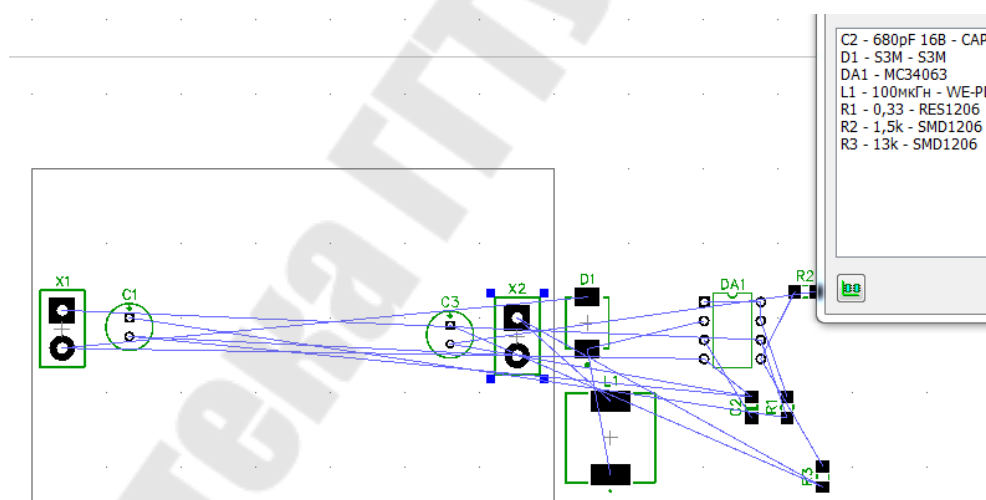 C2 - 680pF 16В - CAP
D1 - S3M - S3M
DA1 - MC34063
L1 - 100мкГн - WE-P
R1 - 0,33 - RES1206
R2 - 1,5k - SMD1206
R3 - 13k - SMD1206
X1
C1
C3
X2
D1
DA1
R2
L1
C2
R1
R3